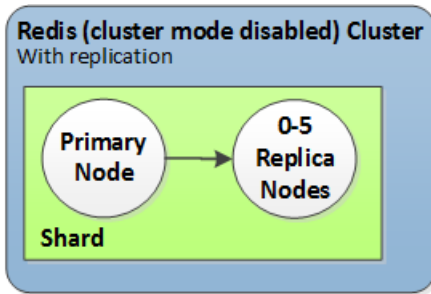 Redis (cluster mode disabled) Cluster
With replication
Primary
Node
0-5
Replica
Nodes
Shard